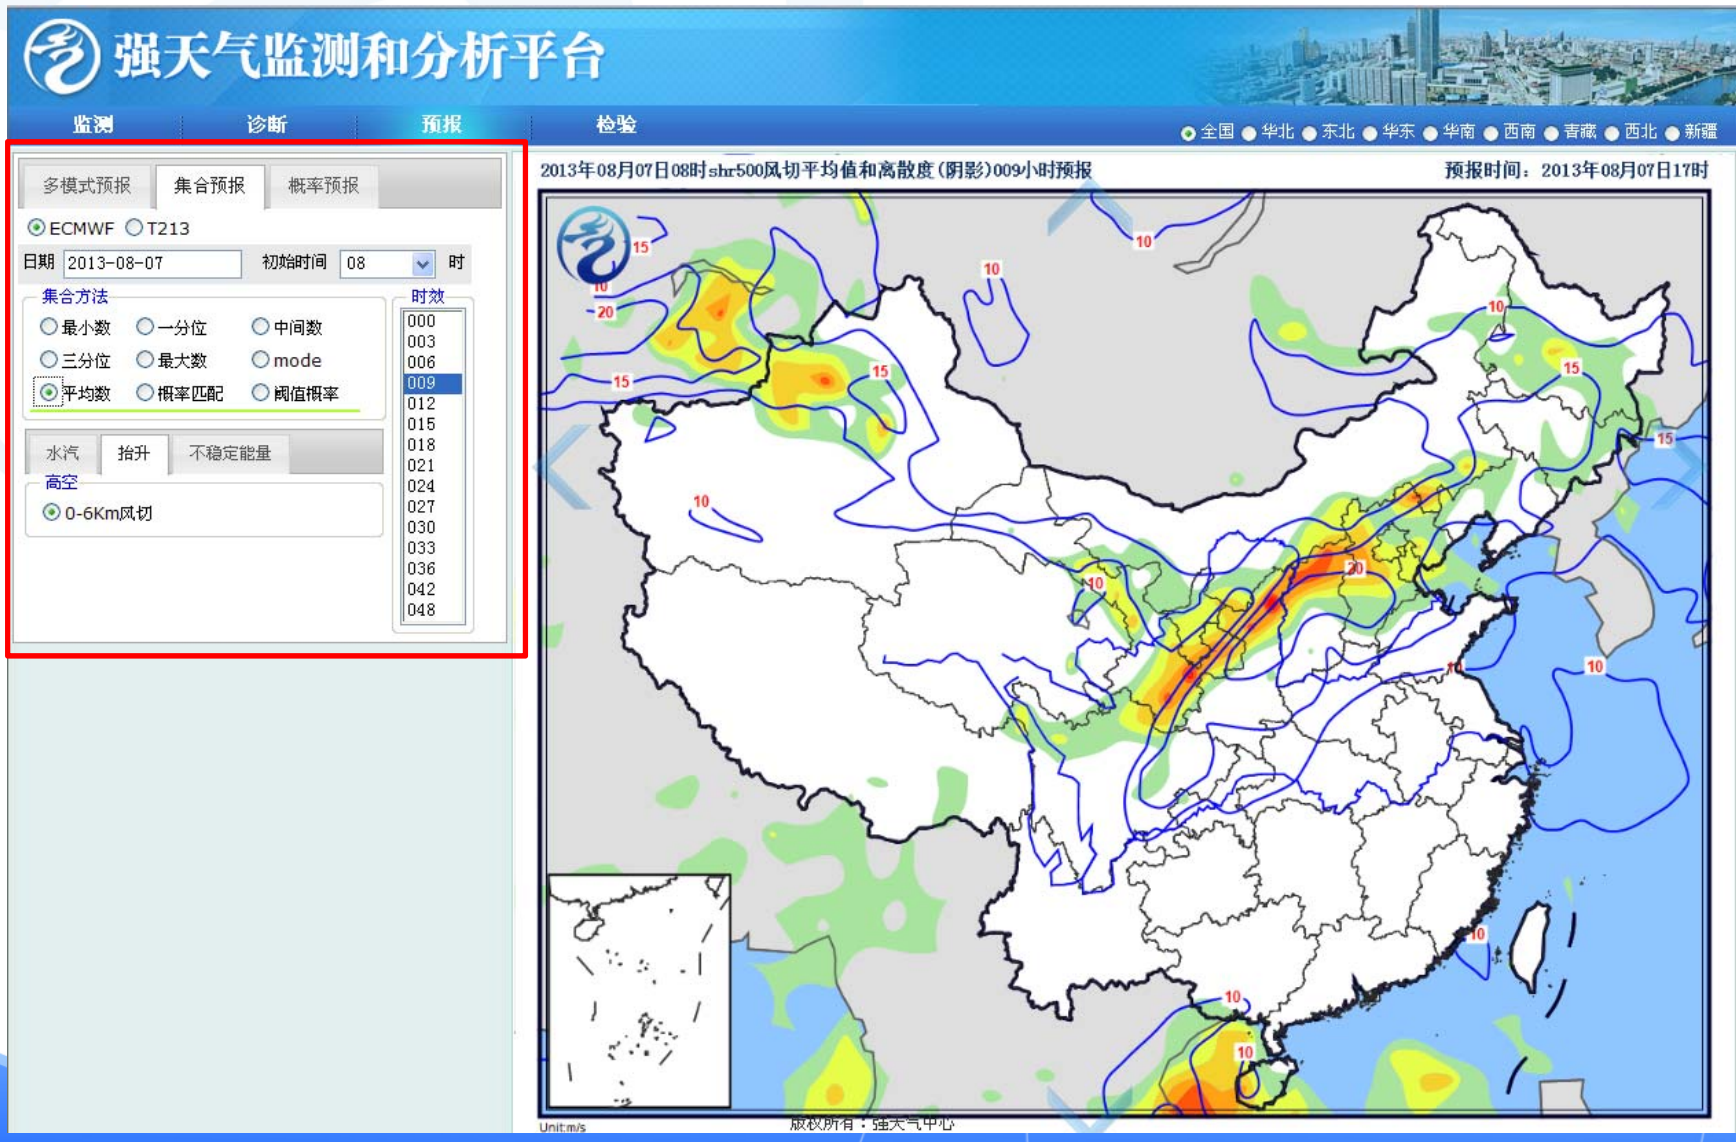 强天气监测和分析平台
监测 诊断 预报 检验
全国 华北 东北 华东 华南 西南 青藏 西北 新疆
多模式预报 集合预报 概率预报
ECMWF T213
日期 2013-08-07 初始时间 08 时
集合方法
最小数 一分位 中间数
三分位 最大数 mode
平均数 概率匹配 阈值概率
时效
000
003
006
009
012
015
018
021
024
027
030
033
036
042
048
水汽 抬升 不稳定能量
高空
0-6Km风切
2013年08月07日08时shr500风切平均值和离散度(阴影)009小时预报 预报时间：2013年08月07日17时
15
10
10
10
20
10
15
15
15
15
10
20
10
10
10
10
10
10
Unit:m/s
版权所有：强天气中心